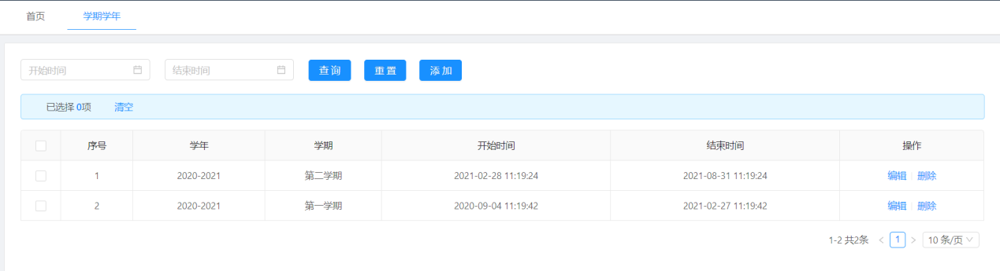 首页 学期学年
开始时间 结束时间 查 询 重 置 添 加
已选择 0项 清空
序号 学年 学期 开始时间 结束时间 操作
1 2020-2021 第二学期 2021-02-28 11:19:24 2021-08-31 11:19:24 编辑 删除
2 2020-2021 第一学期 2020-09-04 11:19:42 2021-02-27 11:19:42 编辑 删除
1-2 共2条 < 1 > 10 条/页